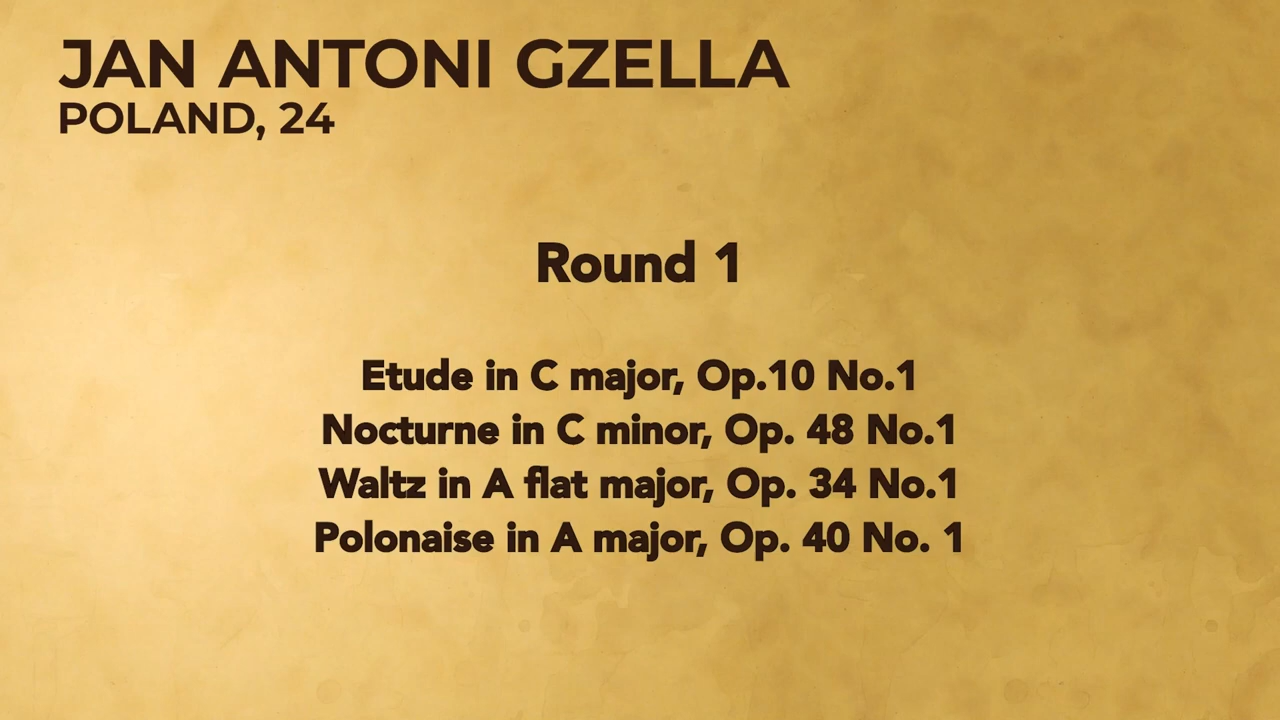 JAN ANTONI GZELLA
POLAND, 24
Round 1
Etude in C major, Op.10 No.1
Nocturne in C minor, Op. 48 No.1
Waltz in A flat major, Op. 34 No.1
Polonaise in A major, Op. 40 No. 1